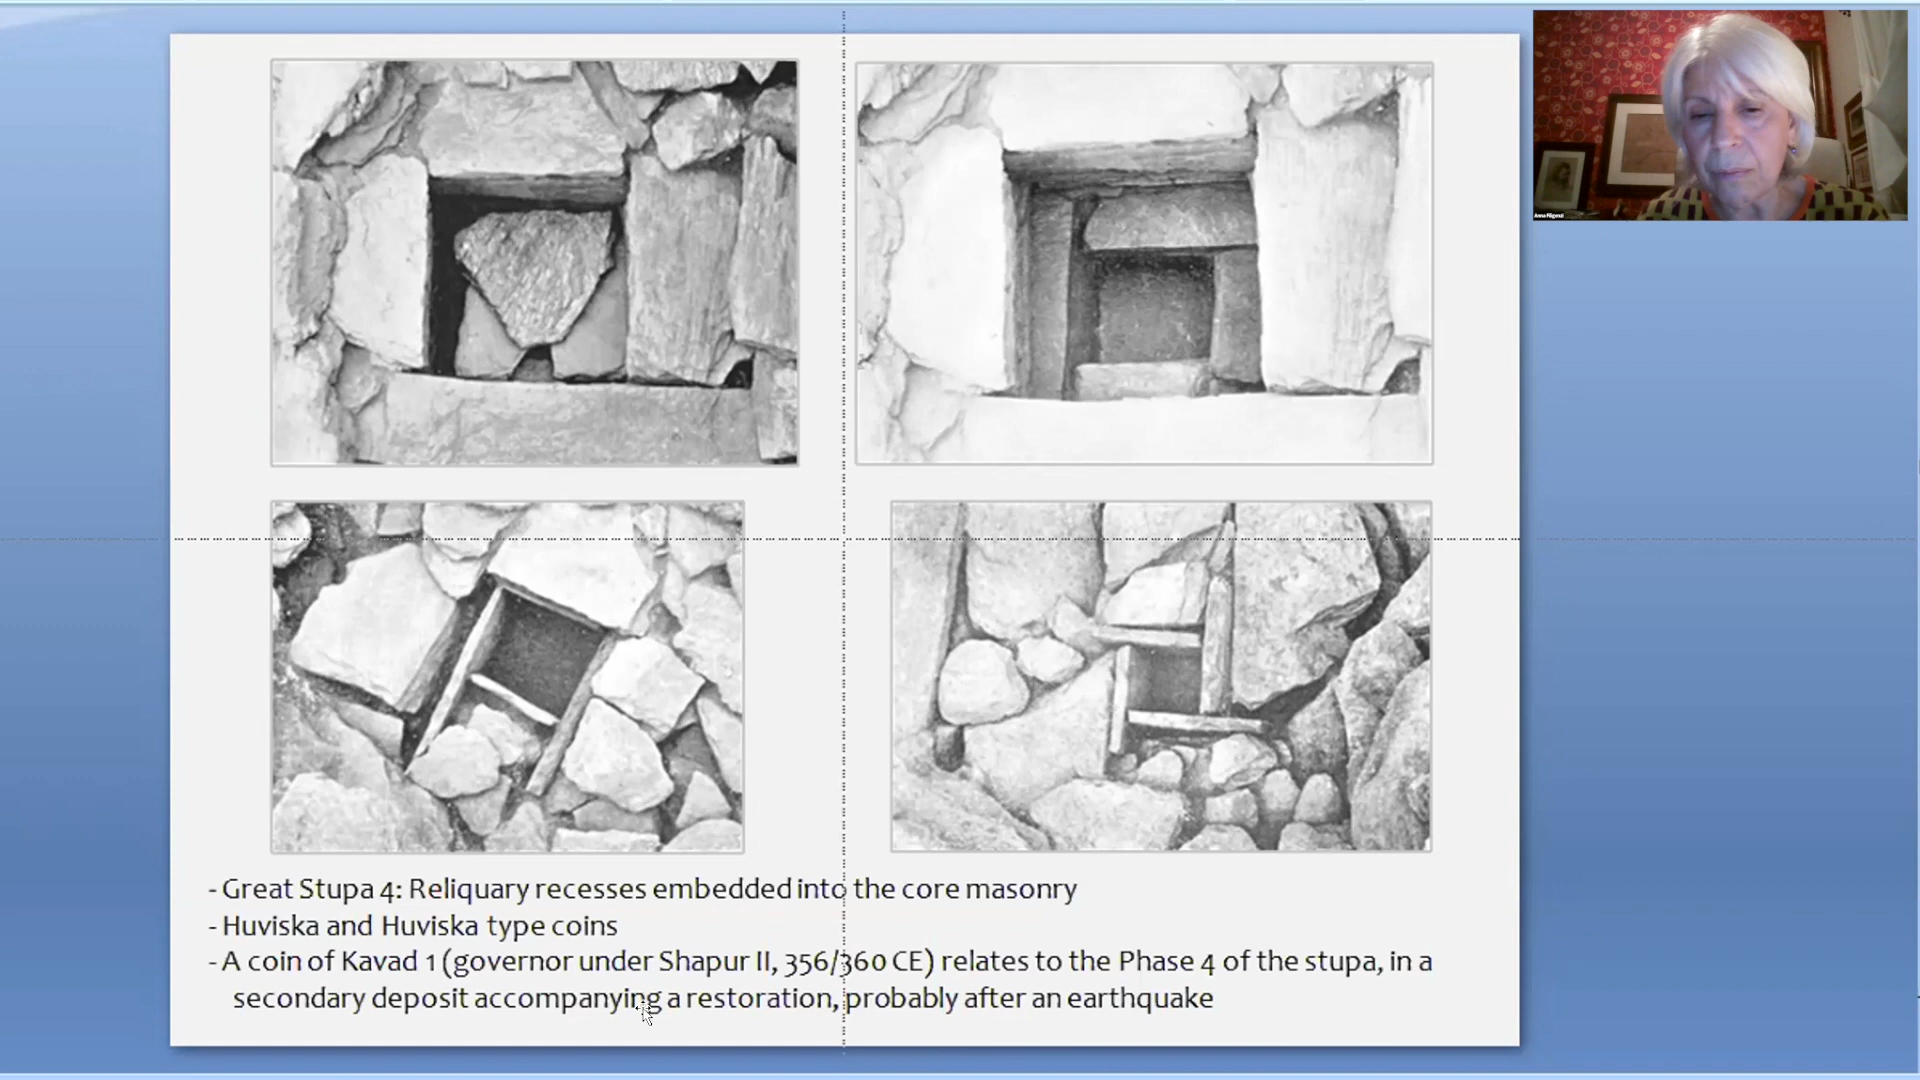 Anna Filigenzi
- Great Stupa 4: Reliquary recesses embedded into the core masonry
- Huviska and Huviska type coins
- A coin of Kavad 1 (governor under Shapur II, 356/360 CE) relates to the Phase 4 of the stupa, in a
secondary deposit accompanying a restoration, probably after an earthquake